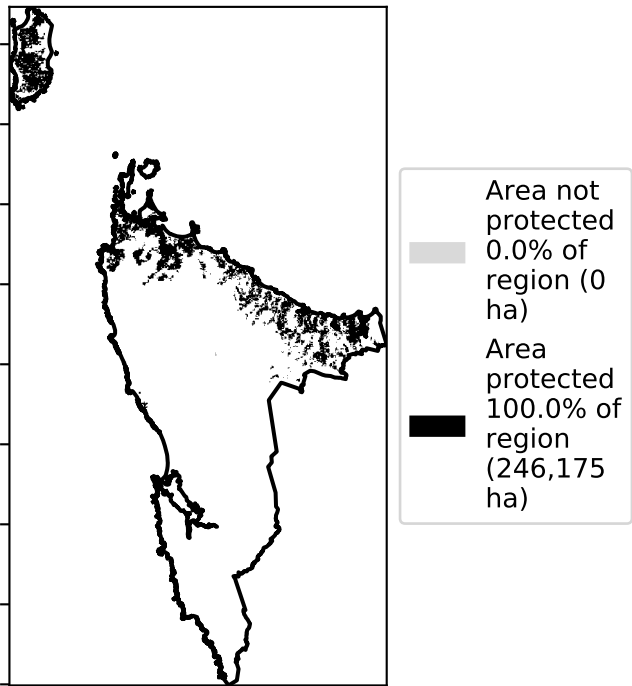 Area not
protected
0.0% of
region (0
ha)
Area
protected
100.0% of
region
(246,175
ha)